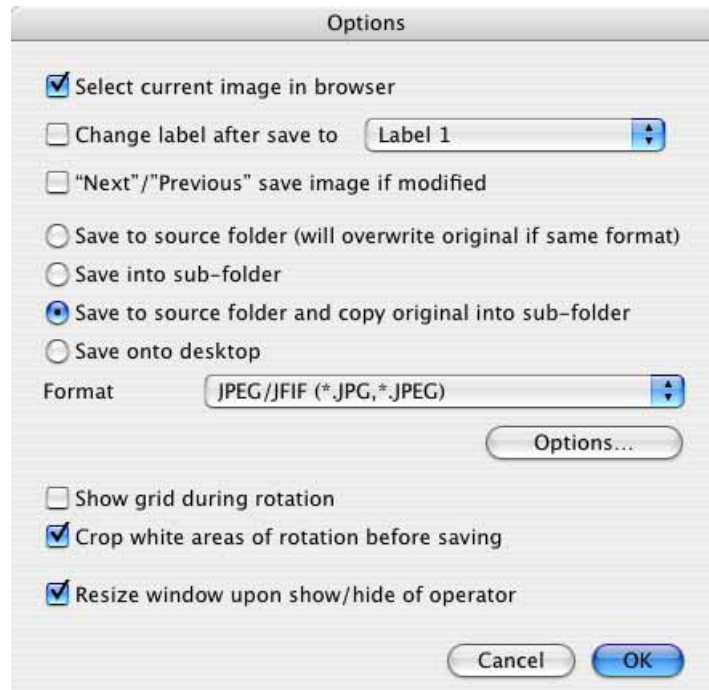 Options
Select current image in browser
Change label after save to Label 1
“Next”/”Previous” save image if modified
Save to source folder (will overwrite original if same format)
Save into sub-folder
Save to source folder and copy original into sub-folder
Save onto desktop
Format JPEG/JFIF (*.JPG,*.JPEG)
Options...
Show grid during rotation
Crop white areas of rotation before saving
Resize window upon show/hide of operator
Cancel OK